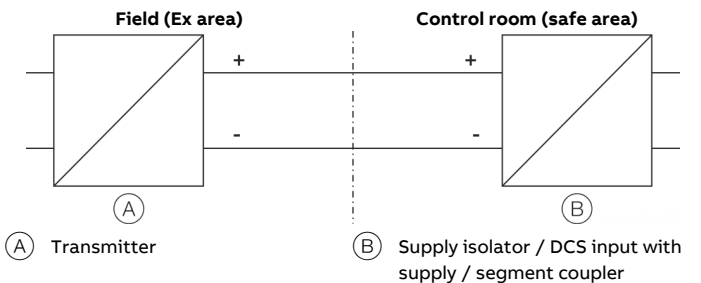 Field (Ex area) Control room (safe area)
+ +
- -
A B
A Transmitter
B Supply isolator / DCS input with
supply / segment coupler